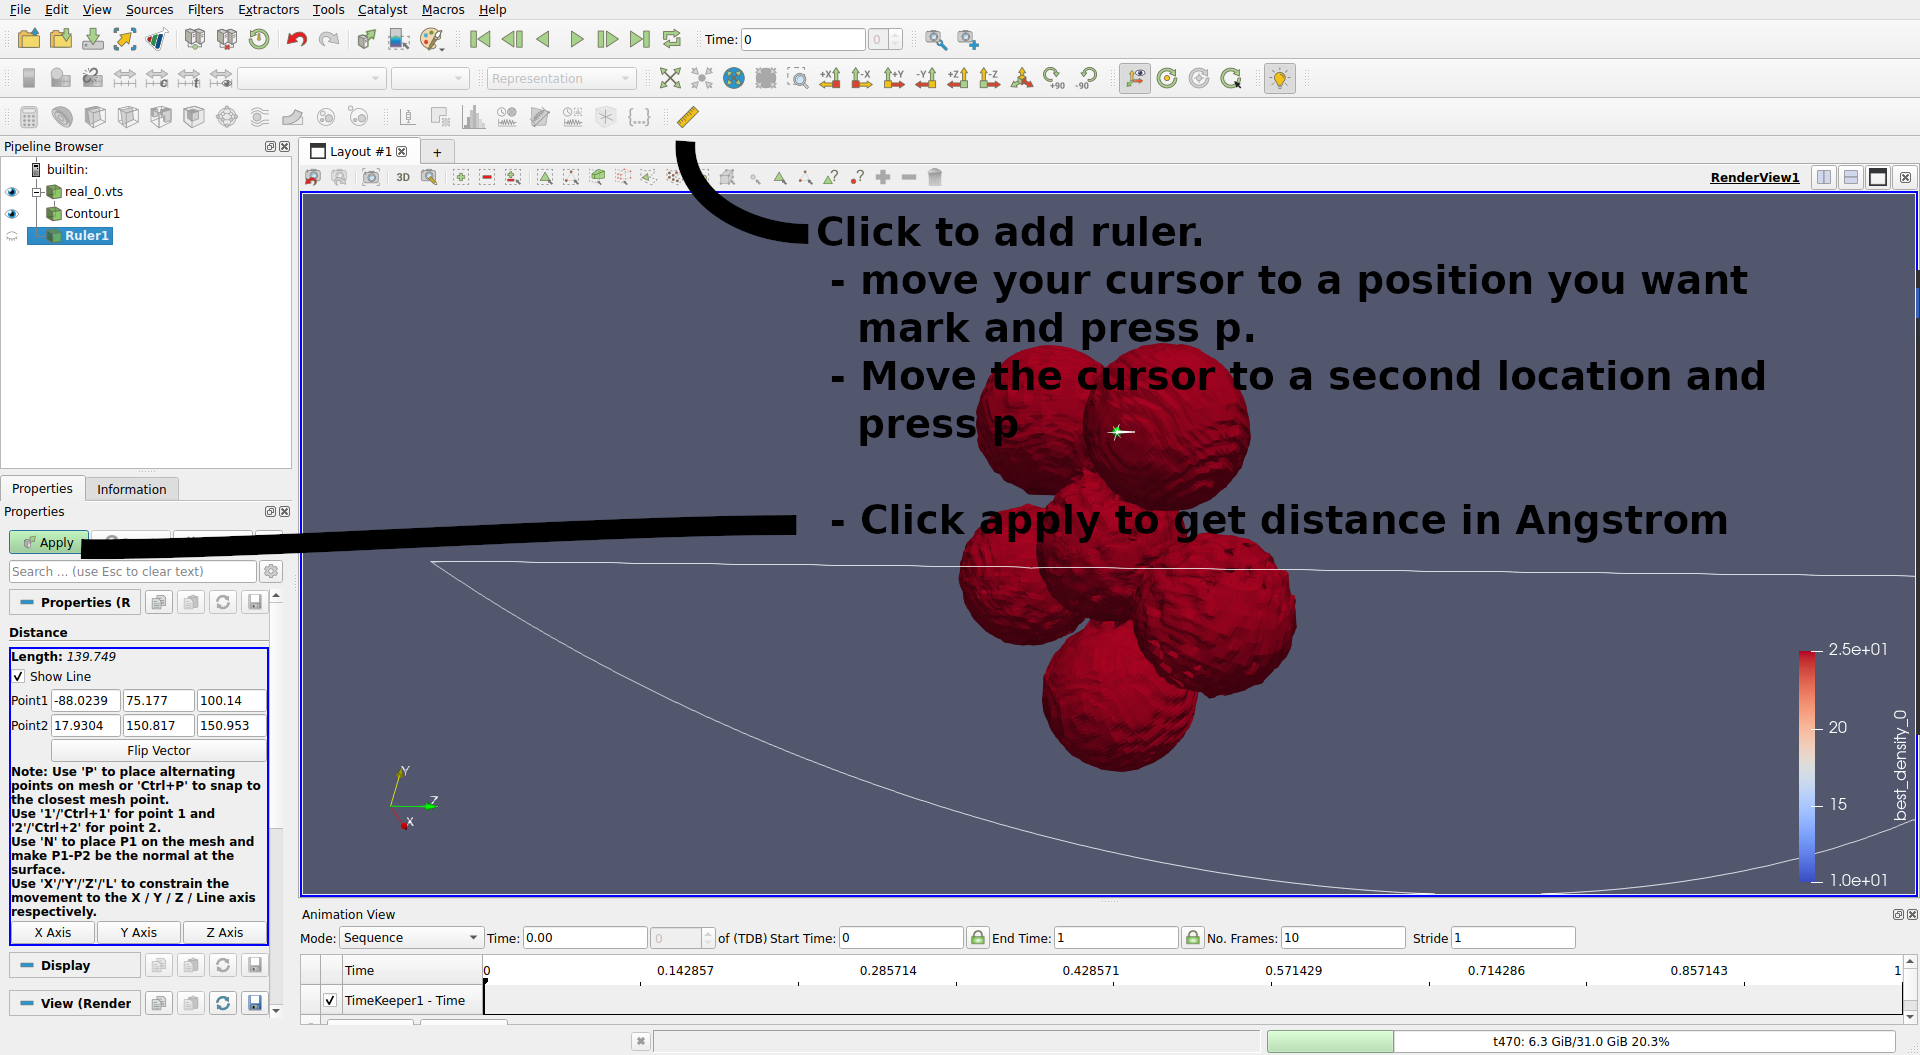 File Edit View Sources Filters Extractors Tools Catalyst Macros Help
Time: 0 0
Representation
+X -X +Y -Y +Z -Z +90 -90
Pipeline Browser
Layout #1 +
builtin:
3D
RenderView1
real_0.vts
Contour1
Ruler1
Click to add ruler.
- move your cursor to a position you want
mark and press p.
- Move the cursor to a second location and
press p
- Click apply to get distance in Angstrom
Properties Information
Properties
Apply
Search ... (use Esc to clear text)
Properties (R
Distance
Length: 139.749
Show Line
Point1 -88.0239 75.177 100.14
Point2 17.9304 150.817 150.953
Flip Vector
Note: Use 'P' to place alternating
points on mesh or 'Ctrl+P' to snap to
the closest mesh point.
Use '1'/'Ctrl+1' for point 1 and
'2'/'Ctrl+2' for point 2.
Use 'N' to place P1 on the mesh and
make P1-P2 be the normal at the
surface.
Use 'X'/'Y'/'Z'/'L' to constrain the
movement to the X / Y / Z / Line axis
respectively.
X Axis Y Axis Z Axis
Display
View (Render
Y
Z
X
2.5e+01
20
15
1.0e+01
best_density_0
Animation View
Mode: Sequence Time: 0.00 0 of (TDB) Start Time: 0 End Time: 1 No. Frames: 10 Stride 1
Time 0 0.142857 0.285714 0.428571 0.571429 0.714286 0.857143 1
TimeKeeper1 - Time
t470: 6.3 GiB/31.0 GiB 20.3%